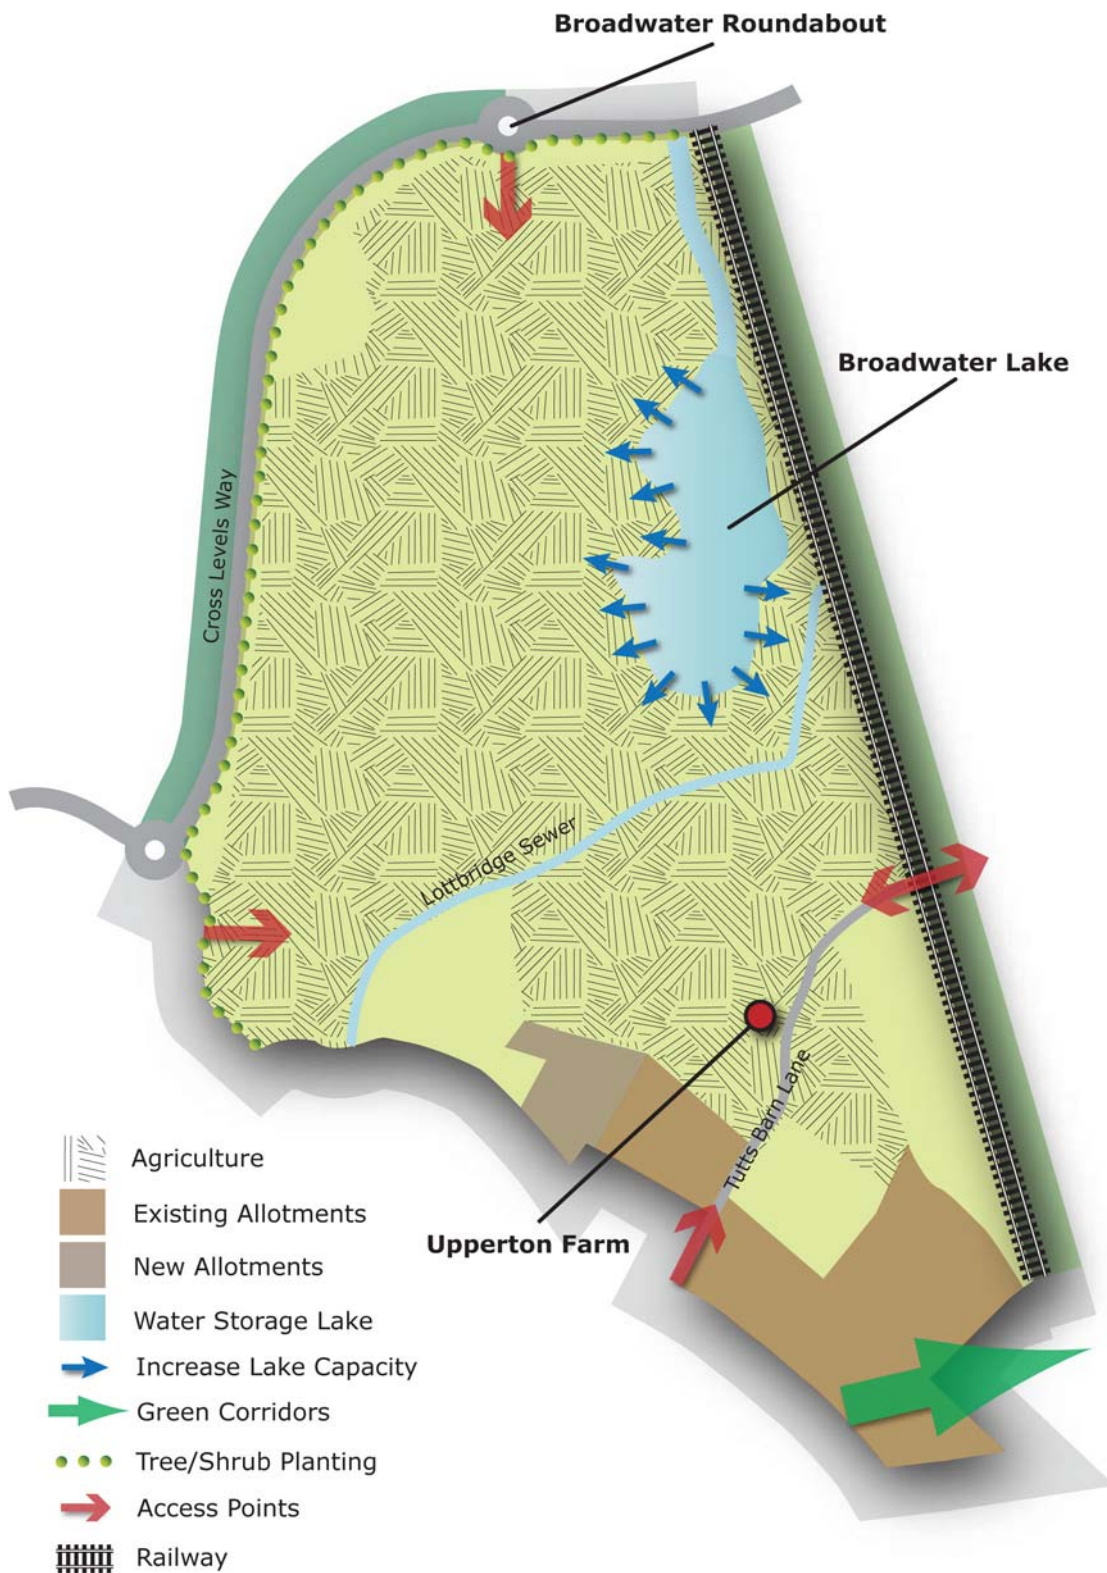 Broadwater Roundabout
Broadwater Lake
Cross Levels Way
Lottbridge Sewer
Tutts Barn Lane
Upperton Farm
Agriculture
Existing Allotments
New Allotments
Water Storage Lake
Increase Lake Capacity
Green Corridors
Tree/Shrub Planting
Access Points
Railway